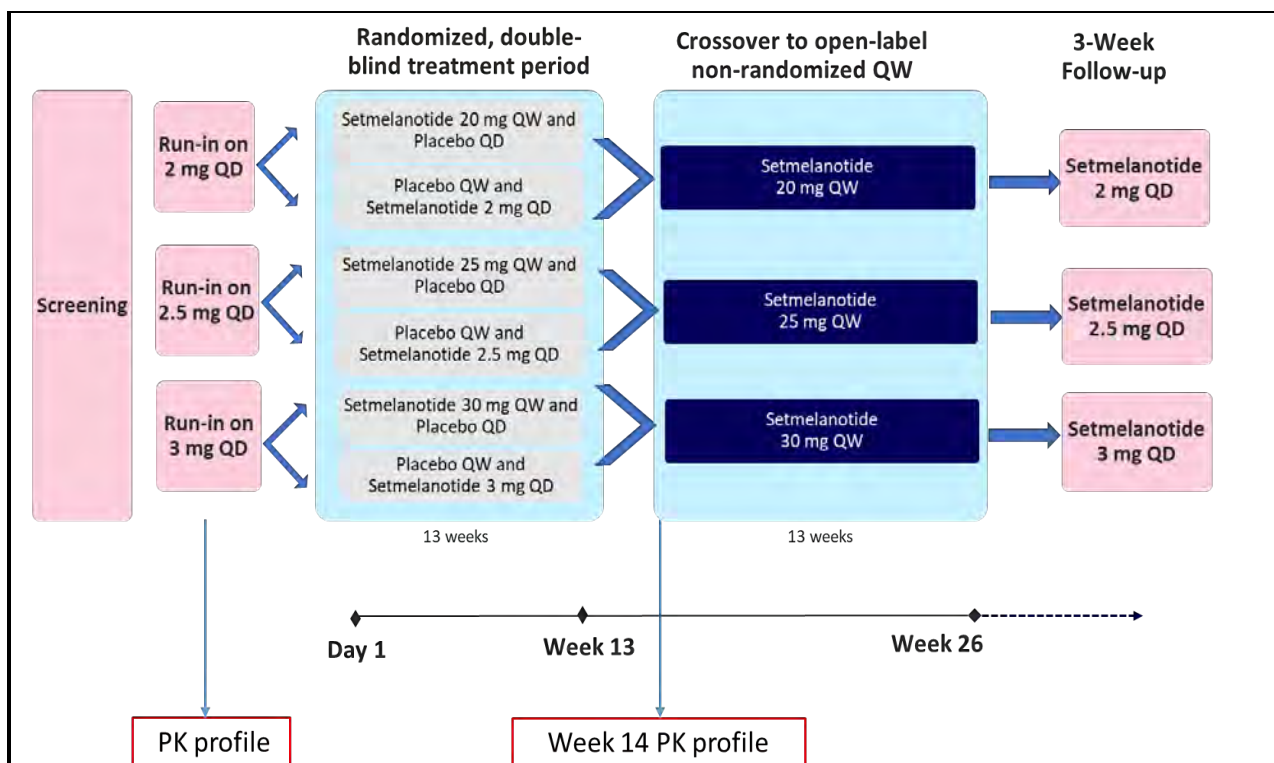 Randomized, double-
blind treatment period
Crossover to open-label
non-randomized QW
3-Week
Follow-up
Screening
Run-in on
2 mg QD
Run-in on
2.5 mg QD
Run-in on
3 mg QD
Setmelanotide 20 mg QW and
Placebo QD
Placebo QW and
Setmelanotide 2 mg QD
Setmelanotide 25 mg QW and
Placebo QD
Placebo QW and
Setmelanotide 2.5 mg QD
Setmelanotide 30 mg QW and
Placebo QD
Placebo QW and
Setmelanotide 3 mg QD
Setmelanotide
20 mg QW
Setmelanotide
25 mg QW
Setmelanotide
30 mg QW
Setmelanotide
2 mg QD
Setmelanotide
2.5 mg QD
Setmelanotide
3 mg QD
13 weeks
13 weeks
Day 1
Week 13
Week 26
PK profile
Week 14 PK profile